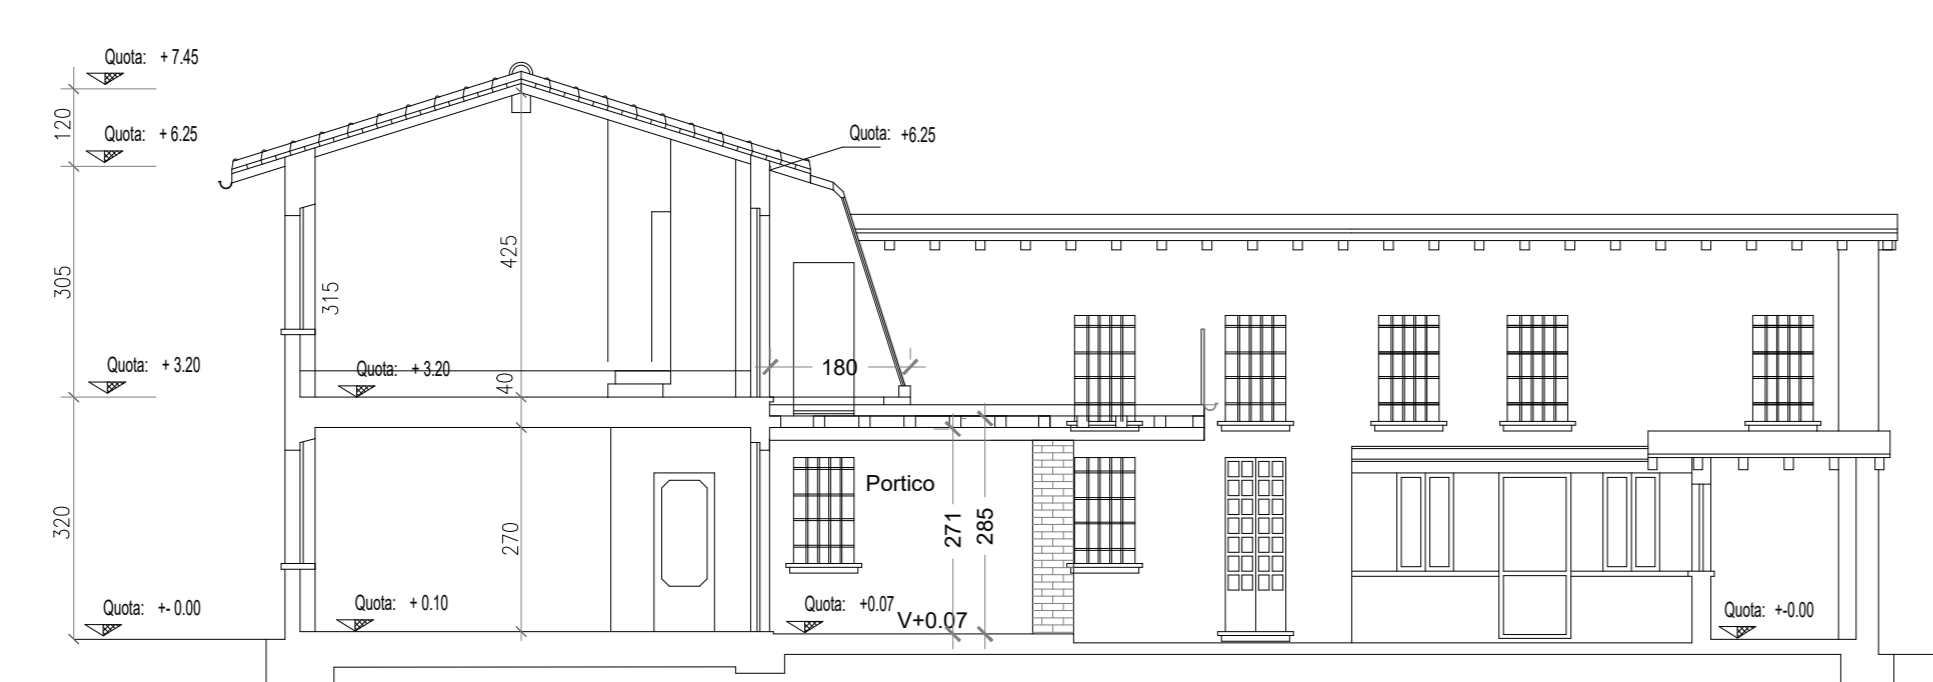 Quota: + 7.45
120
Quota: + 6.25
Quota: +6.25
305
425
315
Quota: + 3.20
Quota: + 3.20
180
40
Portico
320
270
271
285
Quota: +- 0.00
Quota: + 0.10
Quota: +0.07
V+0.07
Quota: +-0.00